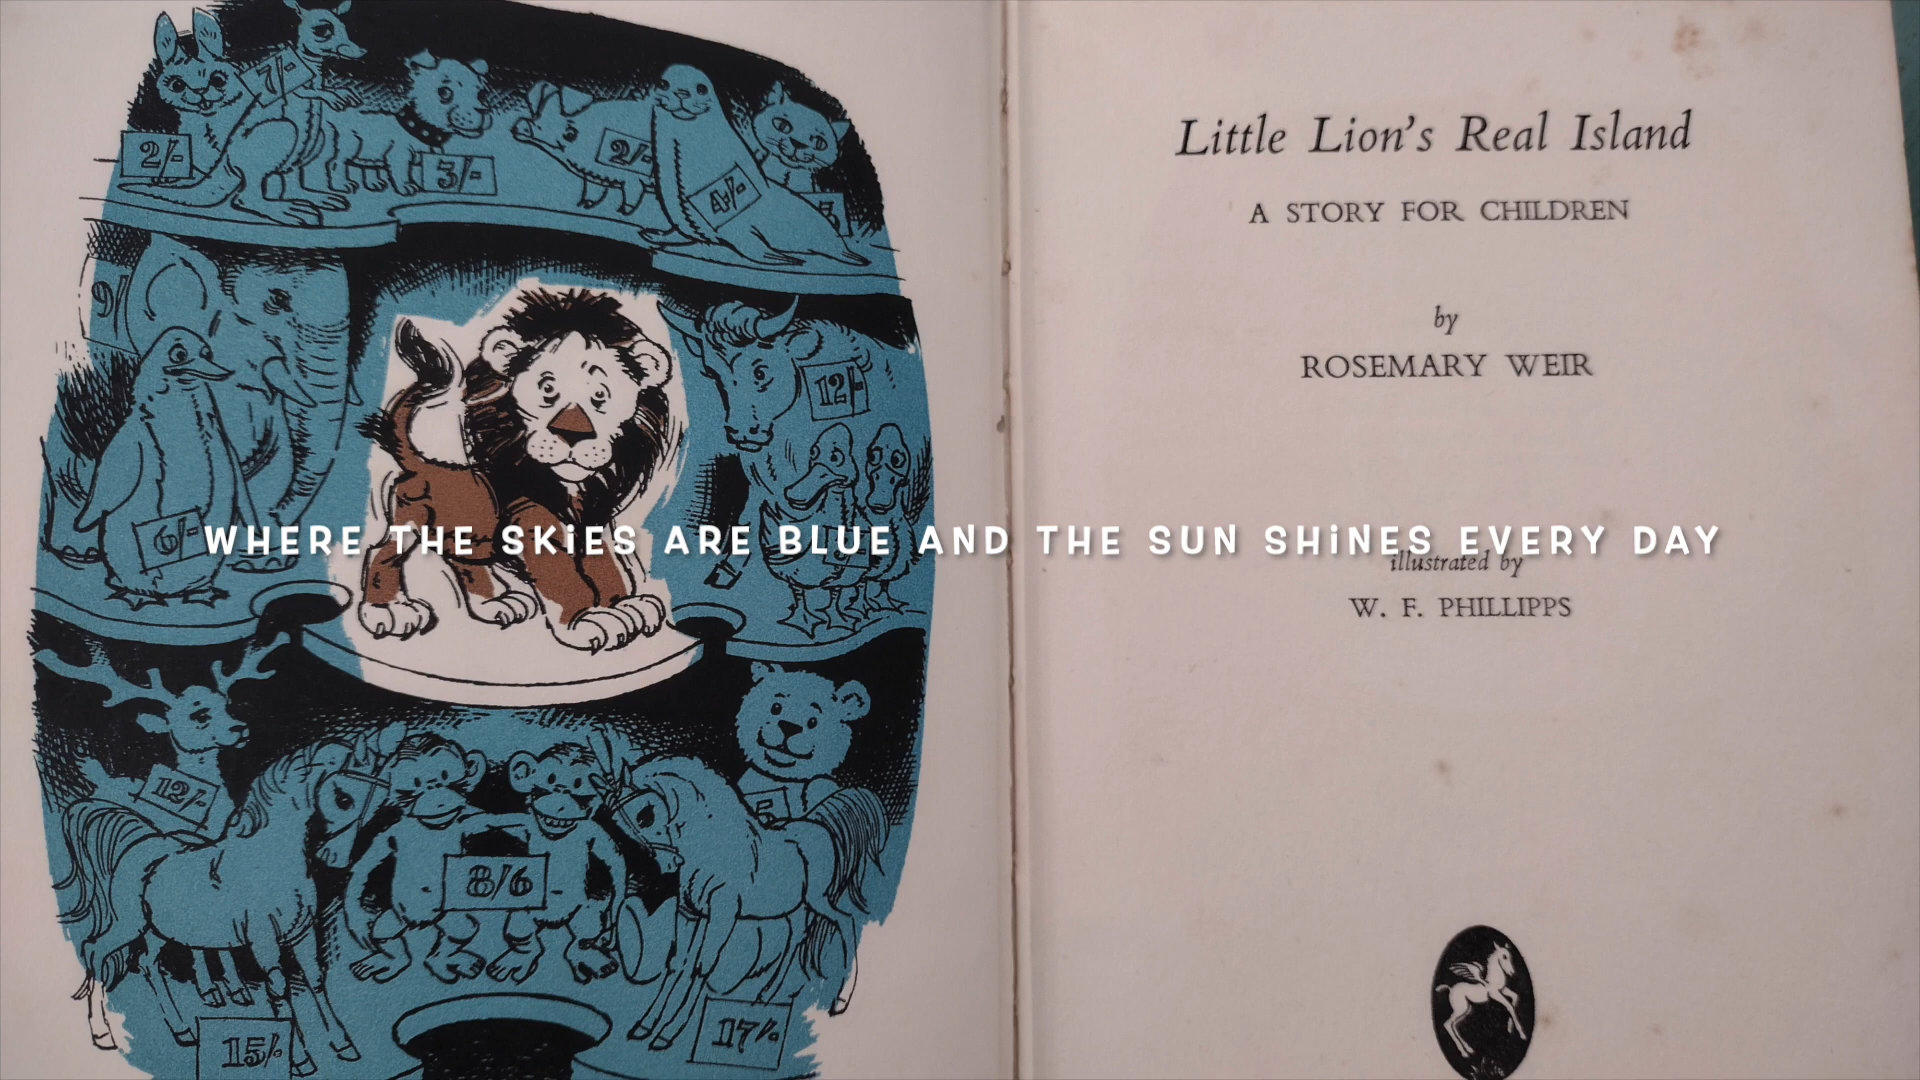 7/-
2/-
3/-
2/-
4/-
9/
12/-
6/-
WHERE THE SKiES ARE BLUE AND THE SUN SHiNES EVERY DAY
12/-
8/6
15/-
Little Lion's Real Island
A STORY FOR CHILDREN
by
ROSEMARY WEIR
illustrated by
W. F. PHILLIPPS